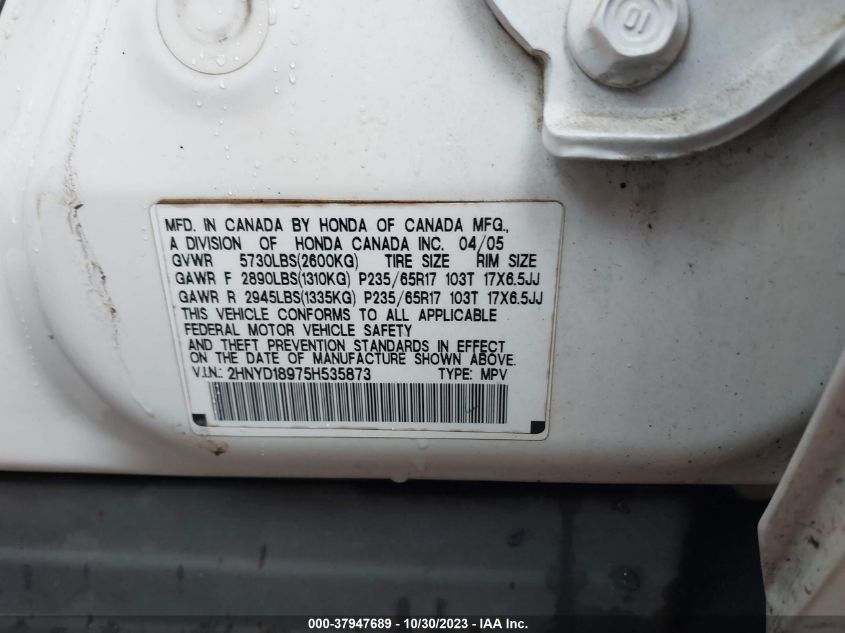 MFD. IN CANADA BY HONDA OF CANADA MFG.,
A DIVISION OF HONDA CANADA INC. 04/05
GVWR 5730LBS(2600KG) TIRE SIZE RIM SIZE
GAWR F 2890LBS(1310KG) P235/65R17 103T 17X6.5JJ
GAWR R 2945LBS(1335KG) P235/65R17 103T 17X6.5JJ
THIS VEHICLE CONFORMS TO ALL APPLICABLE
FEDERAL MOTOR VEHICLE SAFETY
AND THEFT PREVENTION STANDARDS IN EFFECT
ON THE DATE OF MANUFACTURE SHOWN ABOVE.
V.I.N.: 2HNYD18975H535873 TYPE: MPV
000-37947689 - 10/30/2023 - IAA Inc.